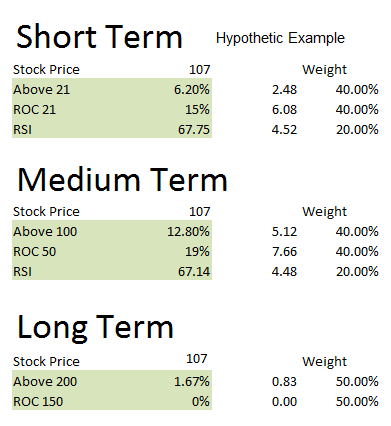 Short Term Hypothetic Example
Stock Price 107 Weight
Above 21 6.20% 2.48 40.00%
ROC 21 15% 6.08 40.00%
RSI 67.75 4.52 20.00%
Medium Term
Stock Price 107 Weight
Above 100 12.80% 5.12 40.00%
ROC 50 19% 7.66 40.00%
RSI 67.14 4.48 20.00%
Long Term
Stock Price 107 Weight
Above 200 1.67% 0.83 50.00%
ROC 150 0% 0.00 50.00%